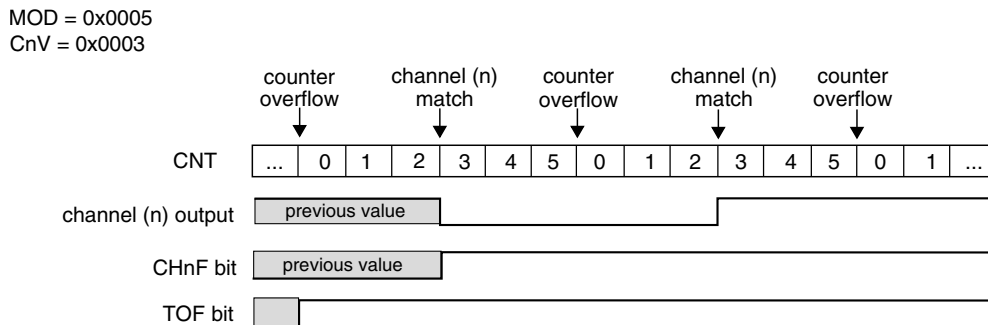 MOD = 0x0005
CnV = 0x0003
counter overflow
channel (n) match
counter overflow
channel (n) match
counter overflow
CNT ... 0 1 2 3 4 5 0 1 2 3 4 5 0 1 ...
channel (n) output previous value
CHnF bit previous value
TOF bit